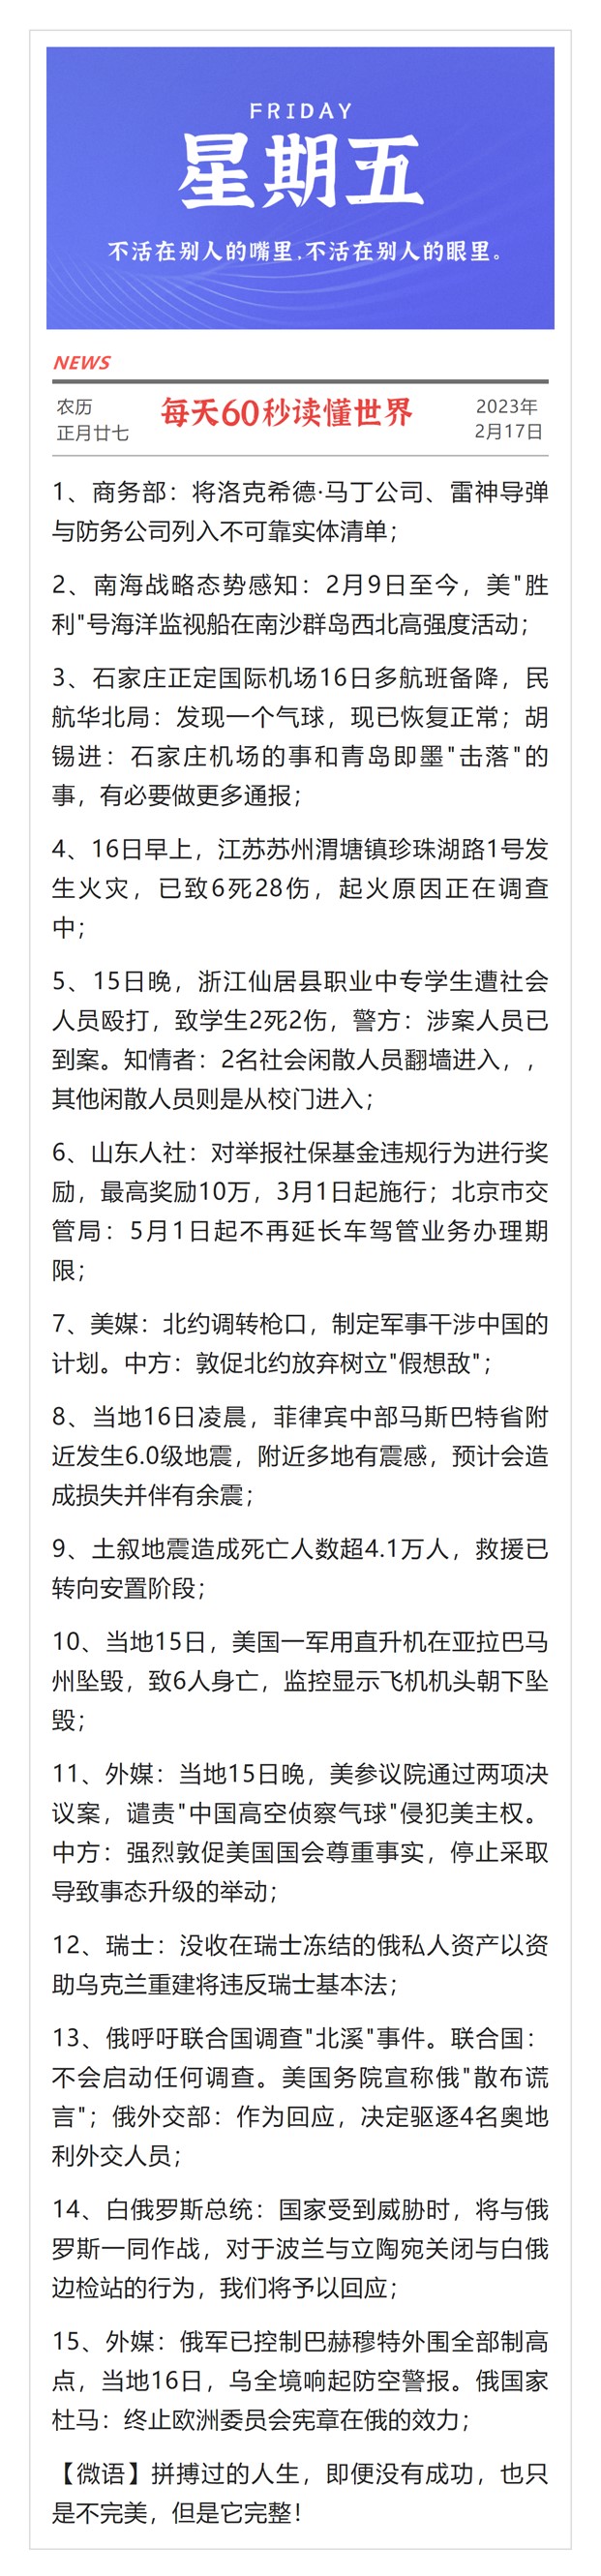 FRIDAY
星期五
不活在别人的嘴里,不活在别人的眼里。
NEWS
农历
正月廿七
每天60秒读懂世界
2023年
2月17日
1、商务部：将洛克希德·马丁公司、雷神导弹
与防务公司列入不可靠实体清单；
2、南海战略态势感知：2月9日至今，美"胜
利"号海洋监视船在南沙群岛西北高强度活动；
3、石家庄正定国际机场16日多航班备降，民
航华北局：发现一个气球，现已恢复正常；胡
锡进：石家庄机场的事和青岛即墨"击落"的
事，有必要做更多通报；
4、16日早上，江苏苏州渭塘镇珍珠湖路1号发
生火灾，已致6死28伤，起火原因正在调查
中；
5、15日晚，浙江仙居县职业中专学生遭社会
人员殴打，致学生2死2伤，警方：涉案人员已
到案。知情者：2名社会闲散人员翻墙进入，，
其他闲散人员则是从校门进入；
6、山东人社：对举报社保基金违规行为进行奖
励，最高奖励10万，3月1日起施行；北京市交
管局：5月1日起不再延长车驾管业务办理期
限；
7、美媒：北约调转枪口，制定军事干涉中国的
计划。中方：敦促北约放弃树立"假想敌"；
8、当地16日凌晨，菲律宾中部马斯巴特省附
近发生6.0级地震，附近多地有震感，预计会造
成损失并伴有余震；
9、土叙地震造成死亡人数超4.1万人，救援已
转向安置阶段；
10、当地15日，美国一军用直升机在亚拉巴马
州坠毁，致6人身亡，监控显示飞机机头朝下坠
毁；
11、外媒：当地15日晚，美参议院通过两项决
议案，谴责"中国高空侦察气球"侵犯美主权。
中方：强烈敦促美国国会尊重事实，停止采取
导致事态升级的举动；
12、瑞士：没收在瑞士冻结的俄私人资产以资
助乌克兰重建将违反瑞士基本法；
13、俄呼吁联合国调查"北溪"事件。联合国：
不会启动任何调查。美国务院宣称俄"散布谎
言"；俄外交部：作为回应，决定驱逐4名奥地
利外交人员；
14、白俄罗斯总统：国家受到威胁时，将与俄
罗斯一同作战，对于波兰与立陶宛关闭与白俄
边检站的行为，我们将予以回应；
15、外媒：俄军已控制巴赫穆特外围全部制高
点，当地16日，乌全境响起防空警报。俄国家
杜马：终止欧洲委员会宪章在俄的效力；
【微语】拼搏过的人生，即便没有成功，也只
是不完美，但是它完整！